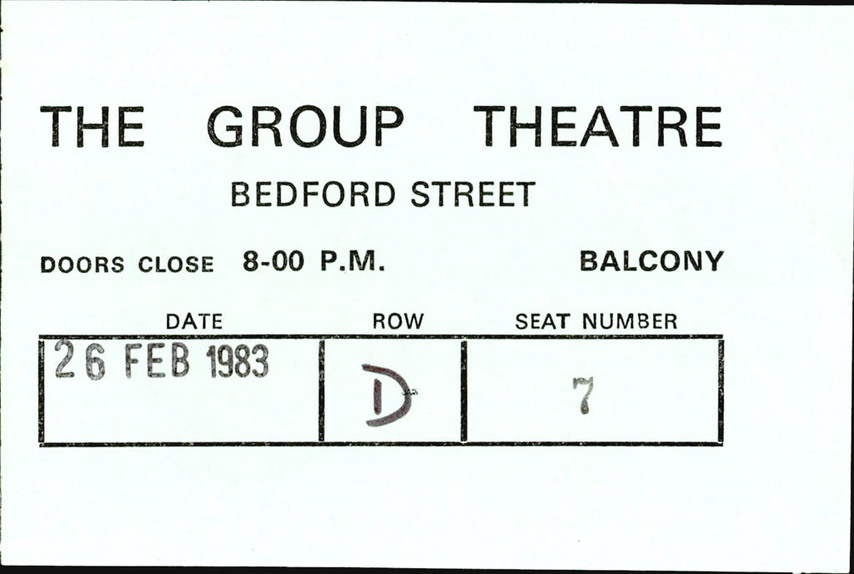 THE GROUP THEATRE
BEDFORD STREET
DOORS CLOSE 8-00 P.M. BALCONY
DATE ROW SEAT NUMBER
26 FEB 1983 D 7